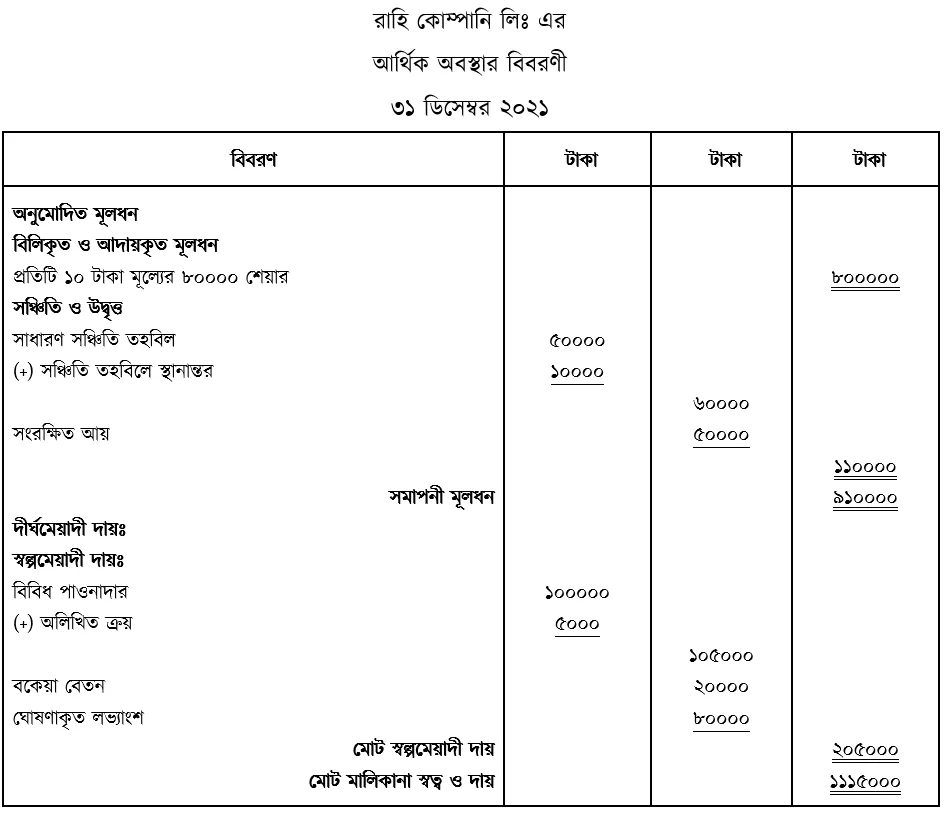 রাহি কোম্পানি লিঃ এর
আর্থিক অবস্থার বিবরণী
৩১ ডিসেম্বর ২০২১
বিবরণ টাকা টাকা টাকা
অনুমোদিত মূলধন
বিলিকৃত ও আদায়কৃত মূলধন
প্রতিটি ১০ টাকা মূল্যের ৮০০০০ শেয়ার ৮০০০০০
সঞ্চিতি ও উদ্বৃত্ত
সাধারণ সঞ্চিতি তহবিল ৫০০০০
(+) সঞ্চিতি তহবিলে স্থানান্তর ১০০০০
৬০০০০
সংরক্ষিত আয় ৫০০০০
১১০০০০
সমাপনী মূলধন ৯১০০০০
দীর্ঘমেয়াদী দায়ঃ
স্বল্পমেয়াদী দায়ঃ
বিবিধ পাওনাদার ১০০০০০
(+) অলিখিত ক্রয় ৫০০০
১০৫০০০
বকেয়া বেতন ২০০০০
ঘোষণাকৃত লভ্যাংশ ৮০০০০
মোট স্বল্পমেয়াদী দায় ২০৫০০০
মোট মালিকানা স্বত্ব ও দায় ১১১৫০০০